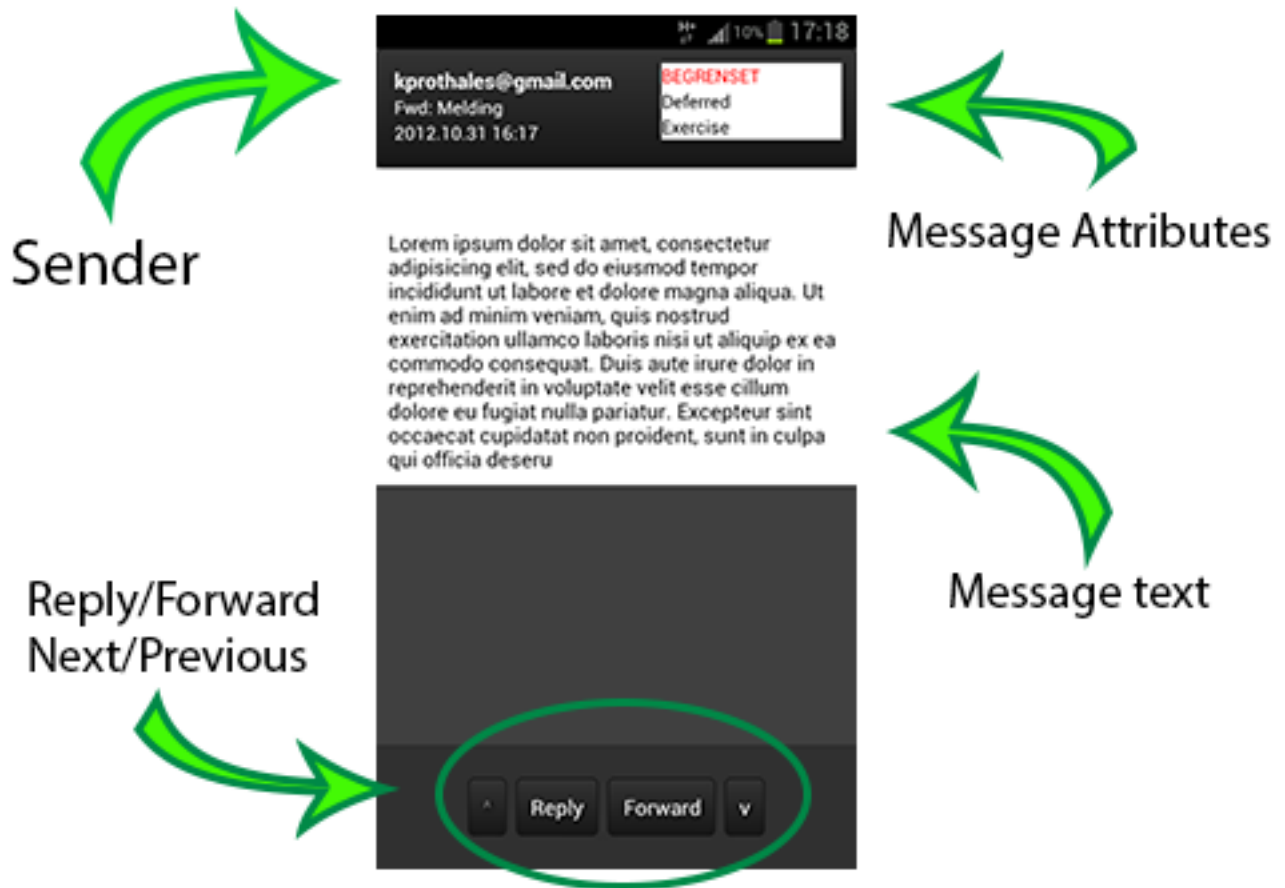 H+ 10% 17:18
kprothales@gmail.com
Fwd: Melding
2012.10.31 16:17
BEGRENSET
Deferred
Exercise
Sender
Message Attributes
Lorem ipsum dolor sit amet, consectetur
adipisicing elit, sed do eiusmod tempor
incididunt ut labore et dolore magna aliqua. Ut
enim ad minim veniam, quis nostrud
exercitation ullamco laboris nisi ut aliquip ex ea
commodo consequat. Duis aute irure dolor in
reprehenderit in voluptate velit esse cillum
dolore eu fugiat nulla pariatur. Excepteur sint
occaecat cupidatat non proident, sunt in culpa
qui officia deseru
Message text
Reply/Forward
Next/Previous
^ Reply Forward v